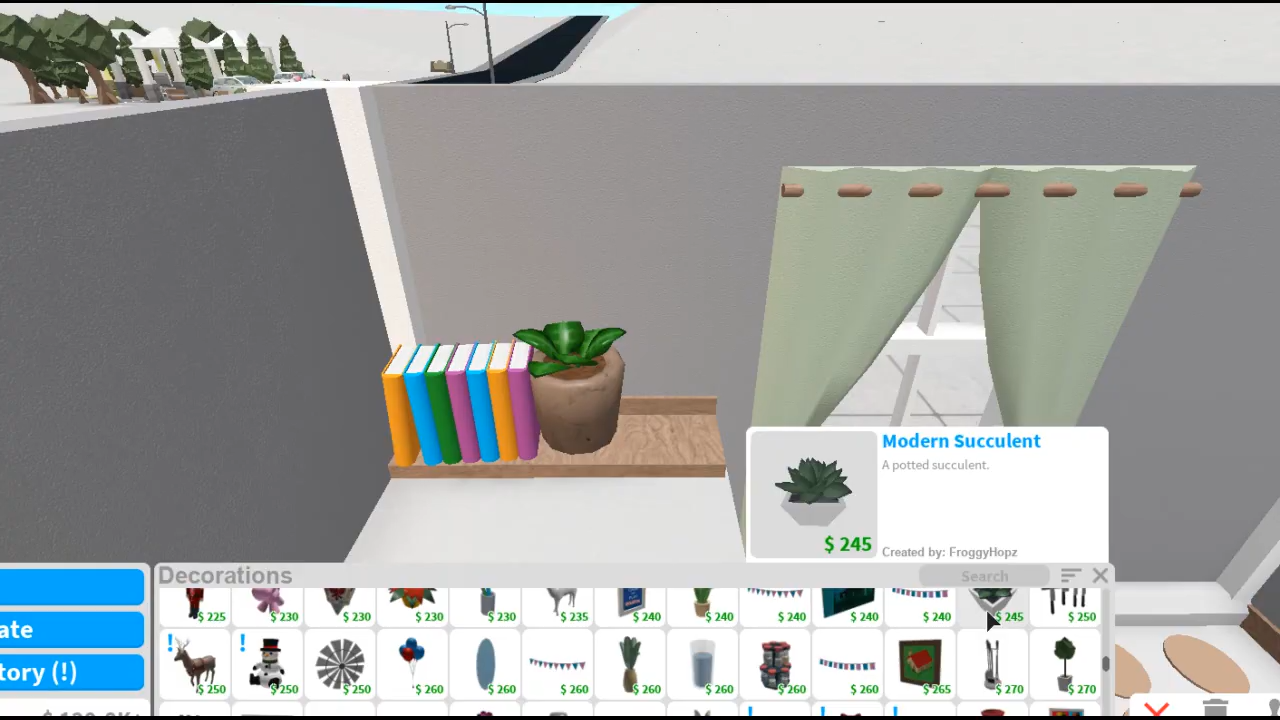 Modern Succulent
A potted succulent.
$ 245
Created by: FroggyHopz
Decorations
Search
$ 225
$ 230
$ 230
$ 230
$ 230
$ 235
$ 240
$ 240
$ 240
$ 240
$ 240
$ 245
$ 250
ate
! $ 250
! $ 250
$ 250
$ 260
$ 260
$ 260
$ 260
$ 260
$ 260
$ 260
$ 265
$ 270
$ 270
tory (!)